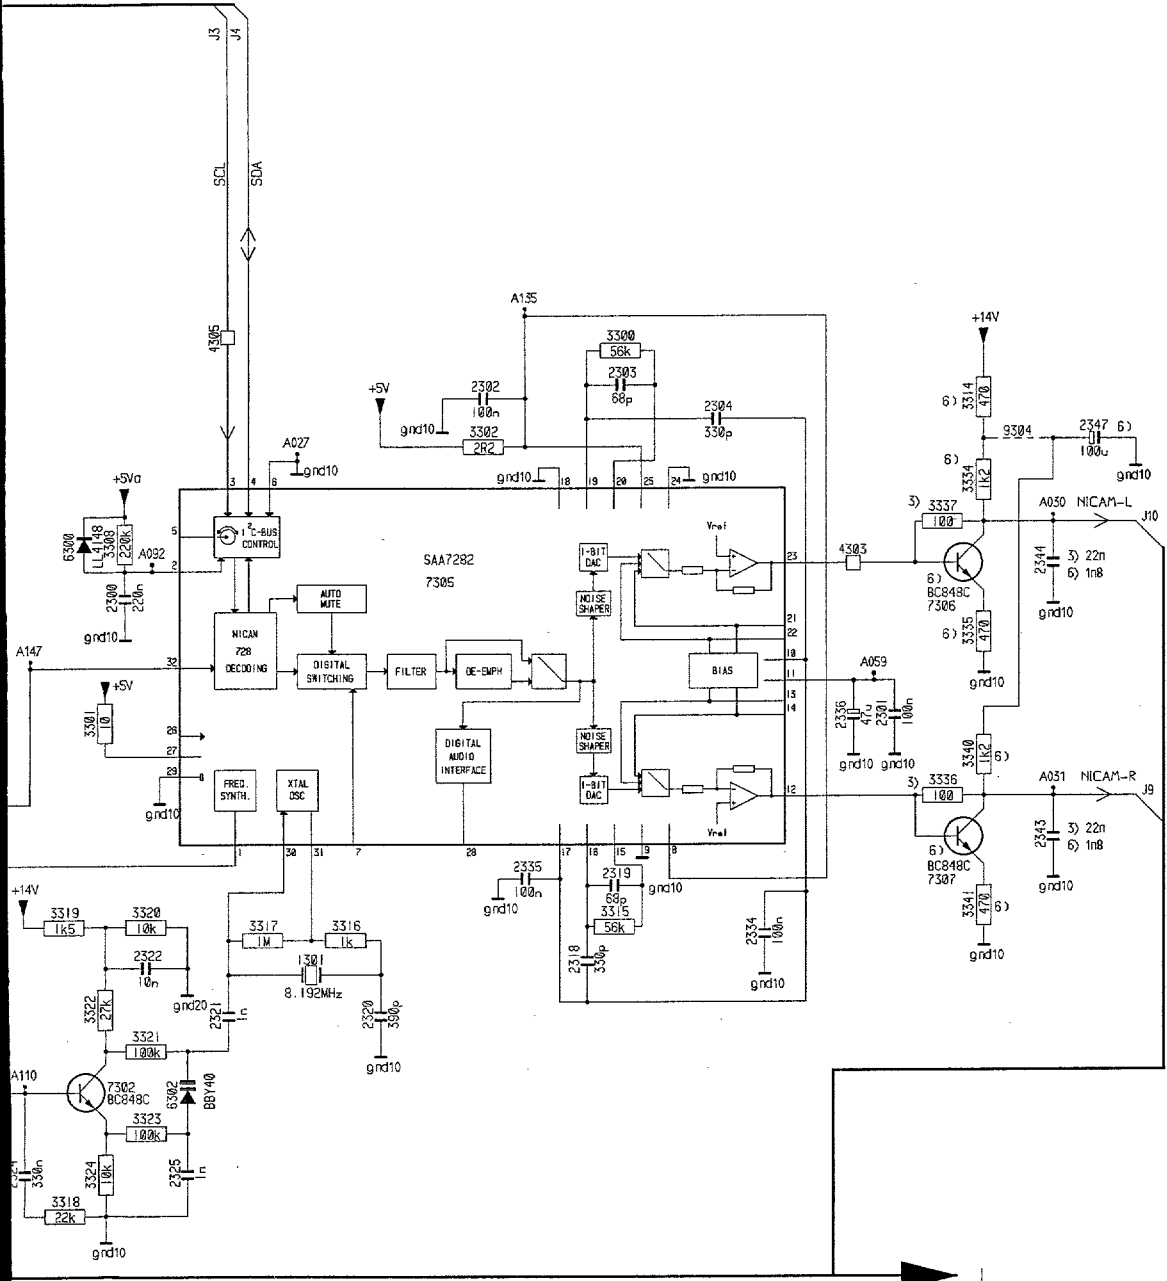 J3
J4
SCL
SDA
4305
A135
+5V
2302
100n
gnd10
3302
2R2
3300
56k
2303
68p
2304
330p
+14V
6) 3314 470
9304
2347 6)
100u
gnd10
6) 3334 1k2
A027
gnd10
3 4 6
gnd10 18 19 20 25 24 gnd10
+5Va
6300
LL4148
3308
220k
A092
2300
220n
gnd10
5
2
I²C-BUS
CONTROL
SAA7282
7305
AUTO
MUTE
NICAN
728
DECODING
DIGITAL
SWITCHING
FILTER
DE-EMPH
1-BIT
DAC
NOISE
SHAPER
Vref
23
4303
3) 3337
100
A030 NICAM-L
J10
6)
BC848C
7306
2344
3) 22n
6) 1n8
gnd10
6) 3335 470
gnd10
21
22
10
11
13
14
BIAS
A059
2336
47u
2301
100n
gnd10
gnd10
A147
32
+5V
3301
10
26
27
29
gnd10
FREQ.
SYNTH.
XTAL
OSC
DIGITAL
AUDIO
INTERFACE
NOISE
SHAPER
1-BIT
DAC
Vref
12
3340 1k2 6)
3) 3336
100
A031 NICAM-R
J9
6)
BC848C
7307
2343
3) 22n
6) 1n8
gnd10
3341 470 6)
gnd10
1 30 31 7 28 17 16 15 9 8
2335
100n
gnd10
2319
68p
3315
56k
gnd10
2318
330p
2334
100n
gnd10
+14V
3319
1k5
3320
10k
2322
10n
gnd20
3322
27k
3317
1M
3316
1k
1301
8.192MHz
2321
1n
2320
390p
gnd10
3321
100k
A110
7302
BC848C
6302
BBY40
3323
100k
330n
3324
10k
2325
1n
3318
22k
gnd10